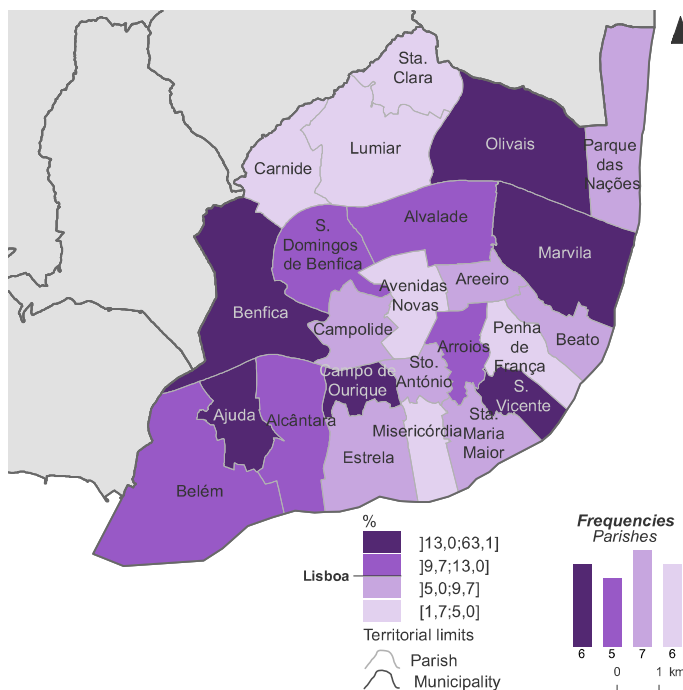 Sta.
Clara
Olivais
Lumiar
Parque
das
Nações
Carnide
Alvalade
S.
Domingos
de Benfica
Marvila
Areeiro
Avenidas
Novas
Benfica
Campolide
Penha
de
França
Beato
Arroios
Sto.
António
Campo de
Ourique
S.
Vicente
Ajuda
Alcântara
Misericórdia
Sta.
Maria
Maior
Estrela
Belém
%
]13,0;63,1]
]9,7;13,0]
Lisboa
]5,0;9,7]
[1,7;5,0]
Territorial limits
Parish
Municipality
Frequencies
Parishes
6 5 7 6
0 1 km